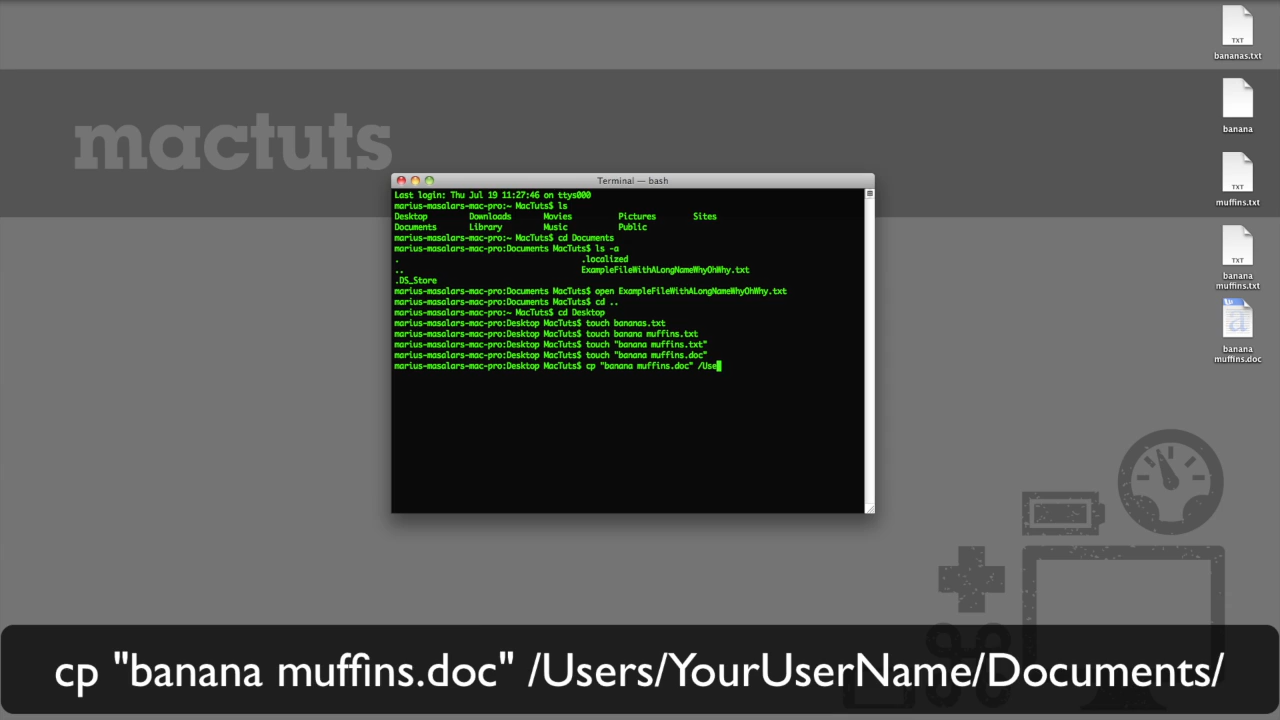 mactuts
bananas.txt
banana
muffins.txt
banana
muffins.txt
banana
muffins.doc
Terminal — bash
Last login: Thu Jul 19 11:27:46 on ttys000
marius-masalars-mac-pro:~ MacTuts$ ls
Desktop Downloads Movies Pictures Sites
Documents Library Music Public
marius-masalars-mac-pro:~ MacTuts$ cd Documents
marius-masalars-mac-pro:Documents MacTuts$ ls -a
. .localized
.. ExampleFileWithALongNameWhyOhWhy.txt
.DS_Store
marius-masalars-mac-pro:Documents MacTuts$ open ExampleFileWithALongNameWhyOhWhy.txt
marius-masalars-mac-pro:Documents MacTuts$ cd ..
marius-masalars-mac-pro:~ MacTuts$ cd Desktop
marius-masalars-mac-pro:Desktop MacTuts$ touch bananas.txt
marius-masalars-mac-pro:Desktop MacTuts$ touch banana muffins.txt
marius-masalars-mac-pro:Desktop MacTuts$ touch "banana muffins.txt"
marius-masalars-mac-pro:Desktop MacTuts$ touch "banana muffins.doc"
marius-masalars-mac-pro:Desktop MacTuts$ cp "banana muffins.doc" /Use
TXT
TXT
TXT
cp "banana muffins.doc" /Users/YourUserName/Documents/